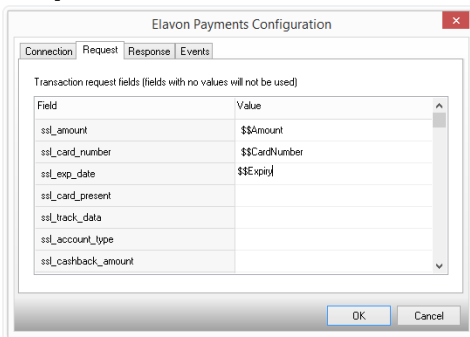 Elavon Payments Configuration
Connection Request Response Events
Transaction request fields (fields with no values will not be used)
Field Value
ssl_amount $$Amount
ssl_card_number $$CardNumber
ssl_exp_date $$Expiry
ssl_card_present
ssl_track_data
ssl_account_type
ssl_cashback_amount
OK Cancel